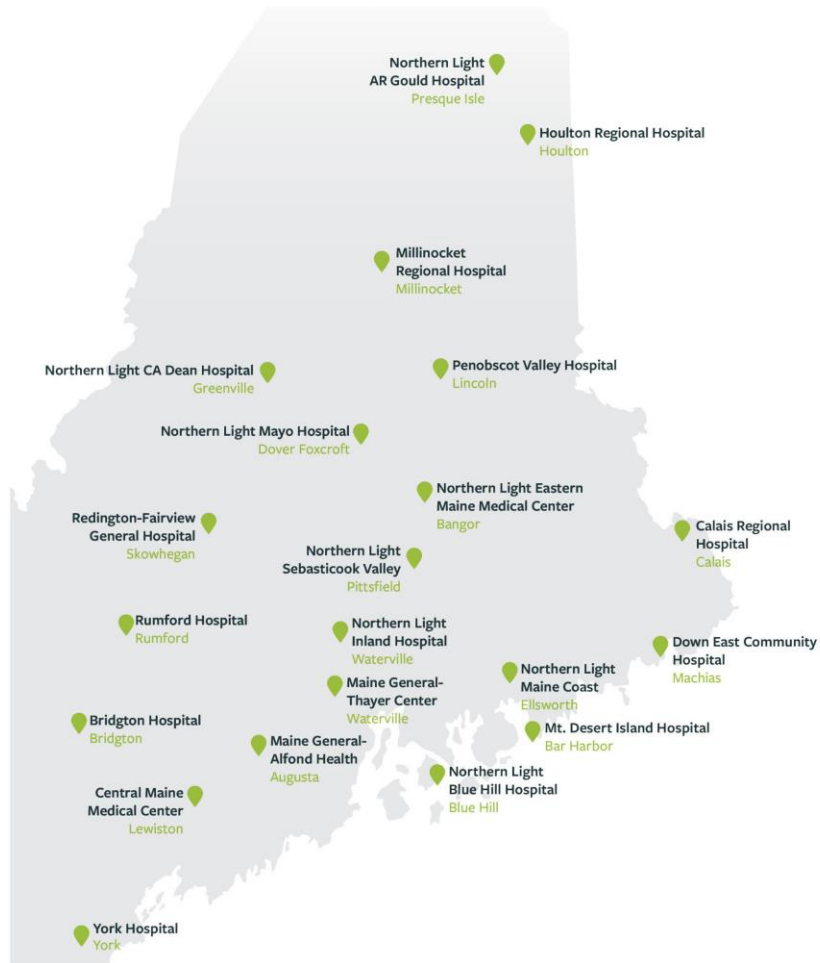 Northern Light
AR Gould Hospital
Presque Isle
Houlton Regional Hospital
Houlton
Millinocket
Regional Hospital
Millinocket
Northern Light CA Dean Hospital
Greenville
Penobscot Valley Hospital
Lincoln
Northern Light Mayo Hospital
Dover Foxcroft
Northern Light Eastern
Maine Medical Center
Bangor
Redington-Fairview
General Hospital
Skowhegan
Calais Regional
Hospital
Calais
Northern Light
Sebasticook Valley
Pittsfield
Rumford Hospital
Rumford
Northern Light
Inland Hospital
Waterville
Down East Community
Hospital
Machias
Northern Light
Maine Coast
Ellsworth
Maine General-
Thayer Center
Waterville
Bridgton Hospital
Bridgton
Mt. Desert Island Hospital
Bar Harbor
Maine General-
Alfond Health
Augusta
Northern Light
Blue Hill Hospital
Blue Hill
Central Maine
Medical Center
Lewiston
York Hospital
York